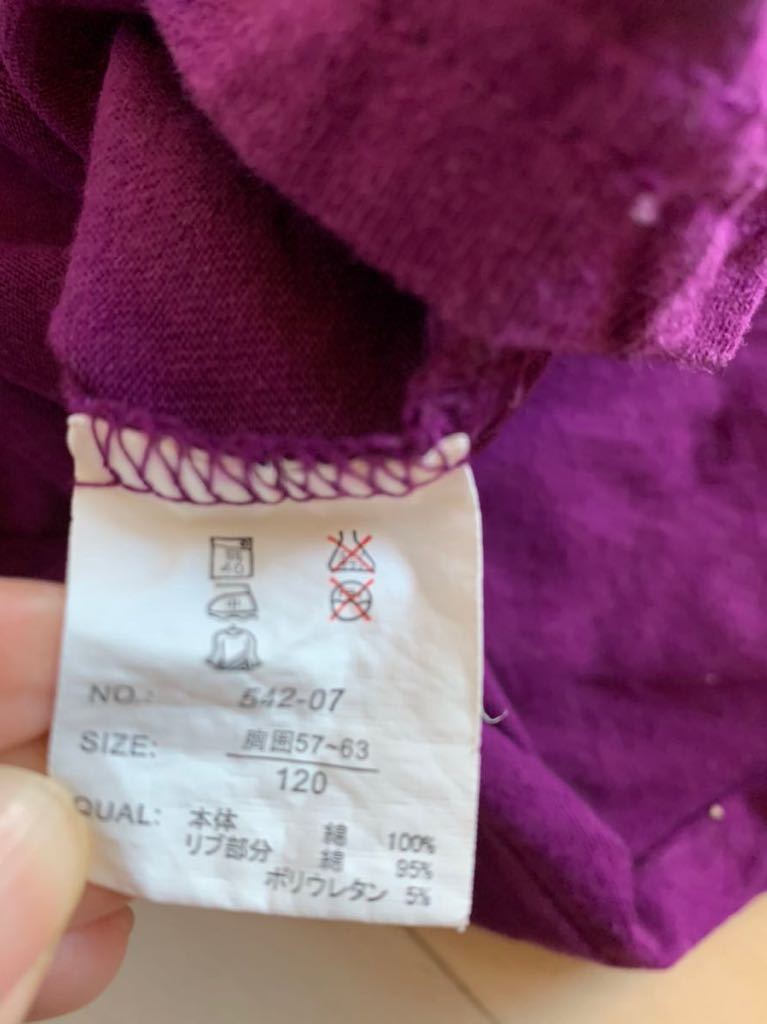 40
中
NO.: 542-07
SIZE: 胸囲57~63
120
QUAL: 本体 綿 100%
リブ部分 綿 95%
ポリウレタン 5%